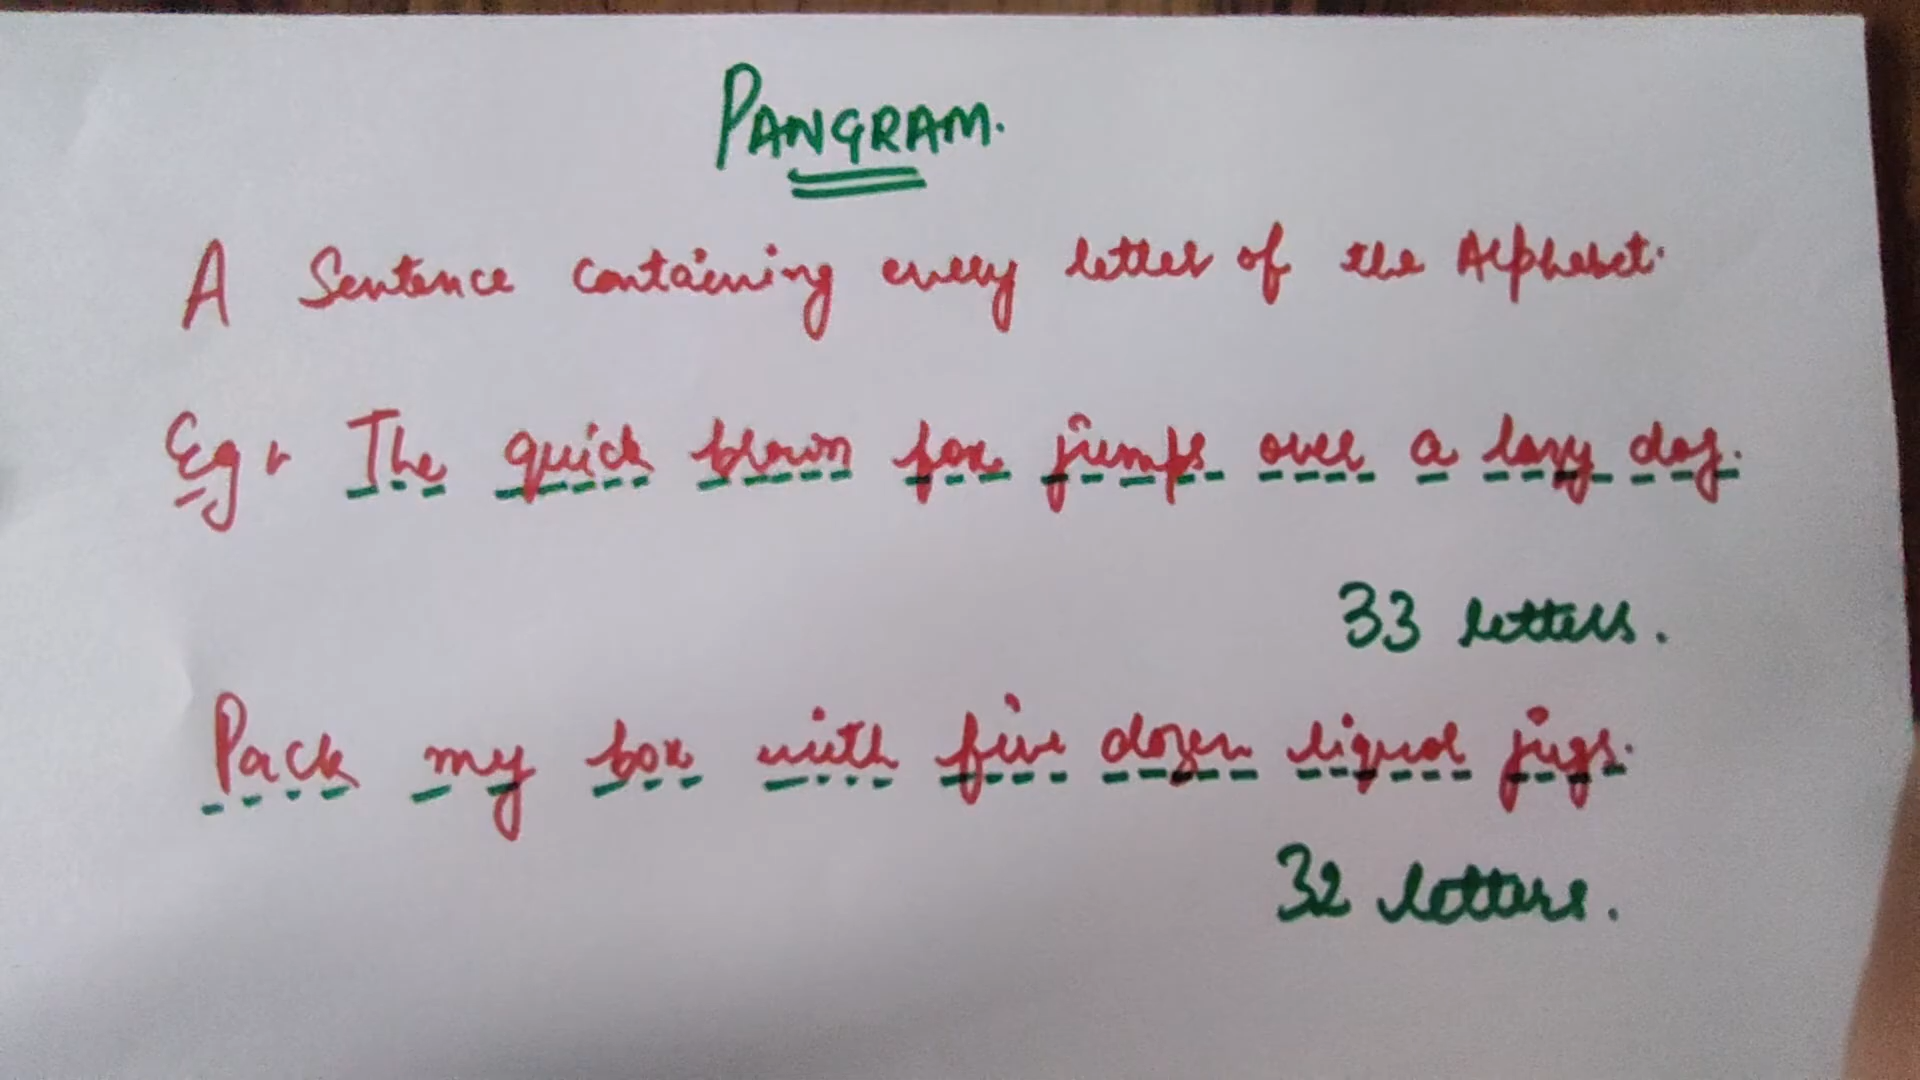 PANGRAM.
A Sentence containing every letter of the Alphabet.
Eg:- The quick brown fox jumps over a lazy dog.
33 letters.
Pack my box with five dozen liquor jugs.
32 letters.